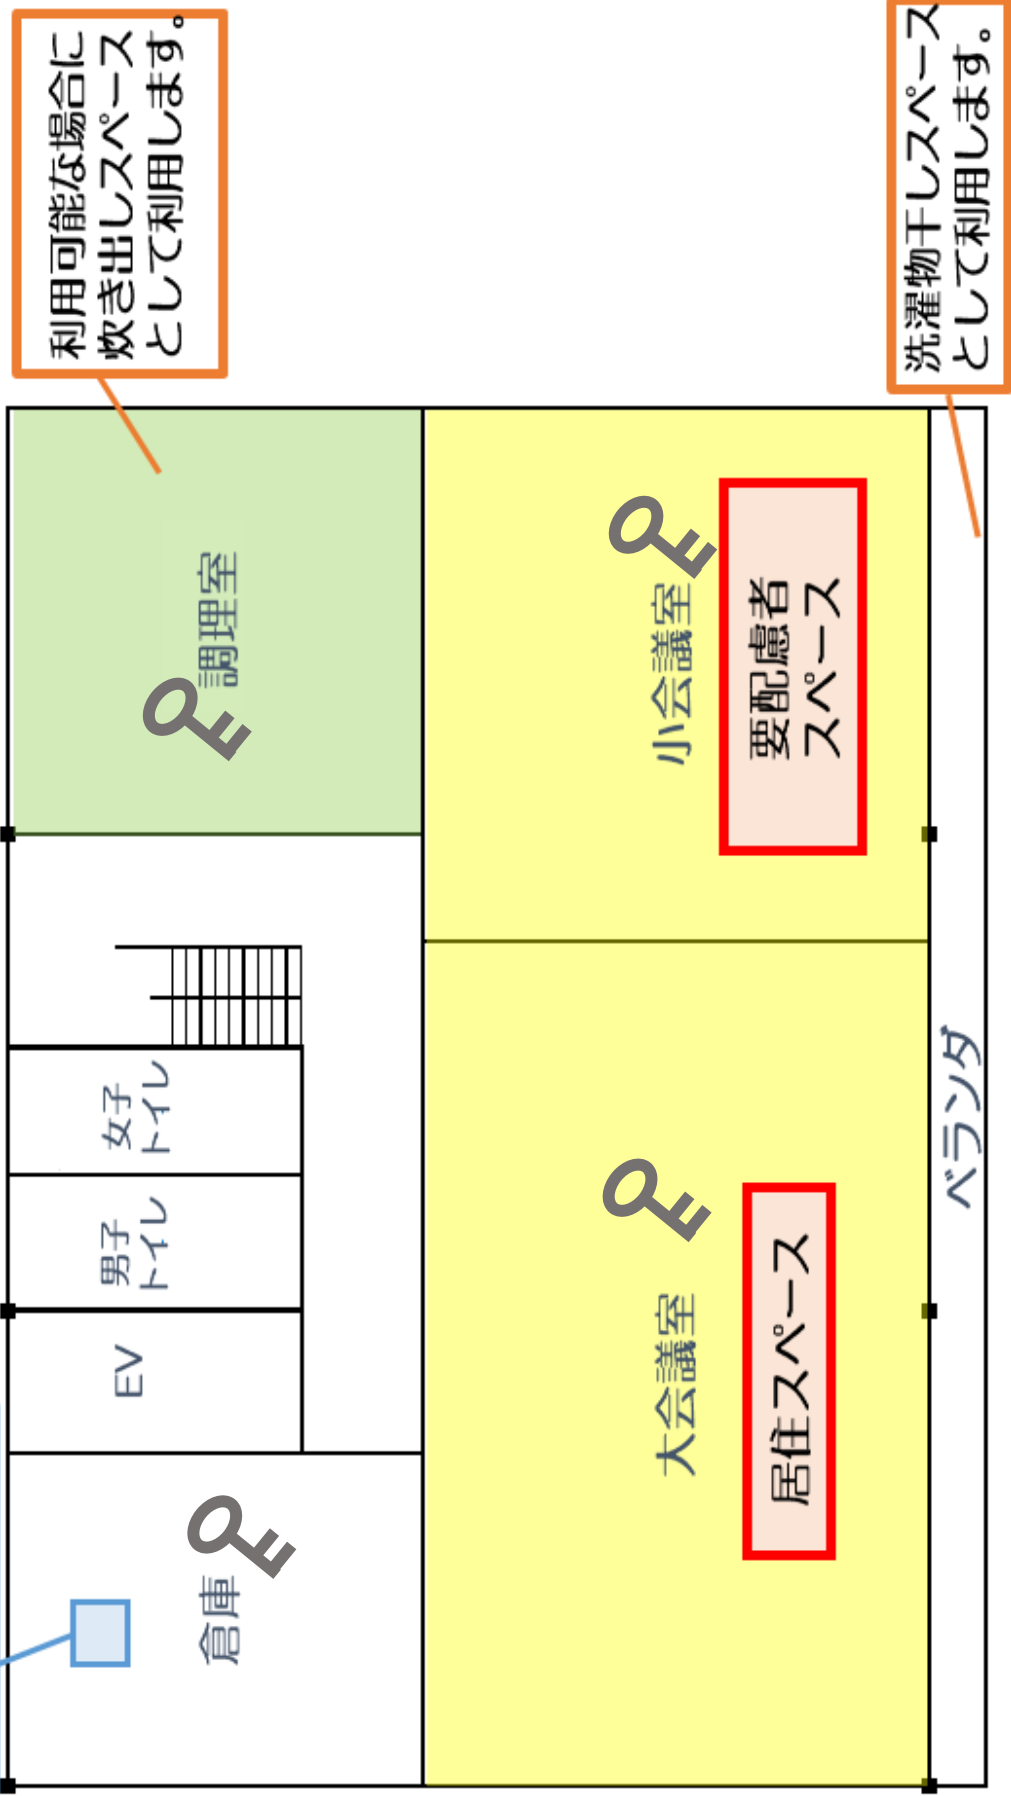 利用可能な場合に
炊き出しスペース
として利用します。
調理室
女子
トイレ
男子
トイレ
EV
倉庫
小会議室
要配慮者
スペース
大会議室
居住スペース
ベランダ
洗濯物干しスペース
として利用します。